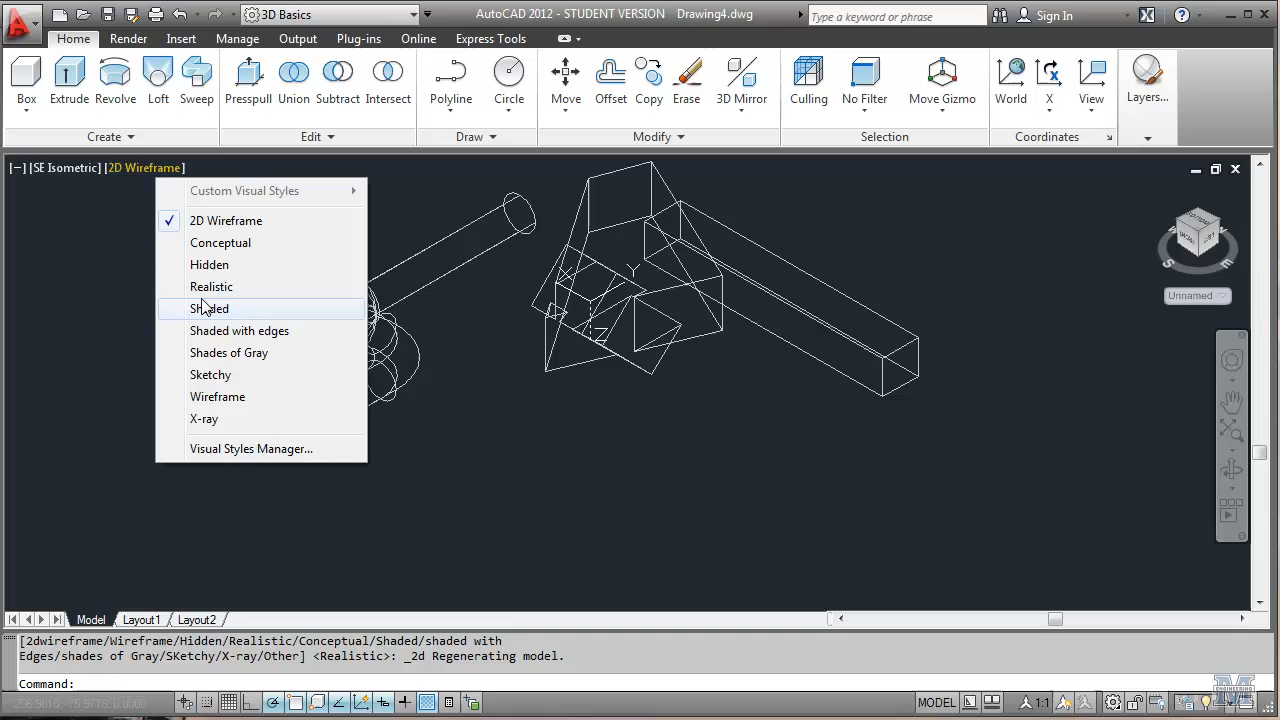 3D Basics
AutoCAD 2012 - STUDENT VERSION Drawing4.dwg
Type a keyword or phrase
Sign In
Home Render Insert Manage Output Plug-ins Online Express Tools
Box Extrude Revolve Loft Sweep
Presspull Union Subtract Intersect
Polyline Circle
Move Offset Copy Erase 3D Mirror
Culling No Filter Move Gizmo
World X View
Layers...
Create Edit Draw Modify Selection Coordinates
[−] [SE Isometric] [2D Wireframe]
Custom Visual Styles
2D Wireframe
Conceptual
Hidden
Realistic
Shaded
Shaded with edges
Shades of Gray
Sketchy
Wireframe
X-ray
Visual Styles Manager...
X Y Z
S E
Unnamed
Model Layout1 Layout2
[2dwireframe/Wireframe/Hidden/Realistic/Conceptual/Shaded/shaded with
Edges/shades of Gray/SKetchy/X-ray/Other] <Realistic>: _2d Regenerating model.
Command:
MODEL 1:1
ENGINEERING